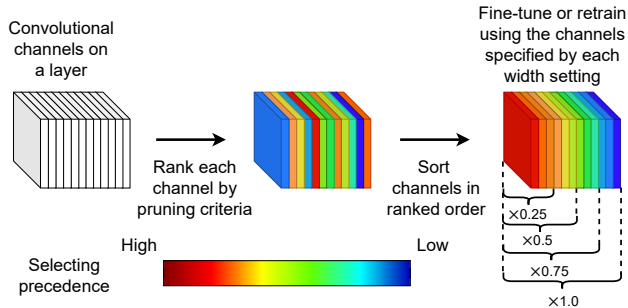 Convolutional
channels on
a layer
Fine-tune or retrain
using the channels
specified by each
width setting
Rank each
channel by
pruning criteria
Sort
channels in
ranked order
×0.25
×0.5
×0.75
×1.0
High
Low
Selecting
precedence